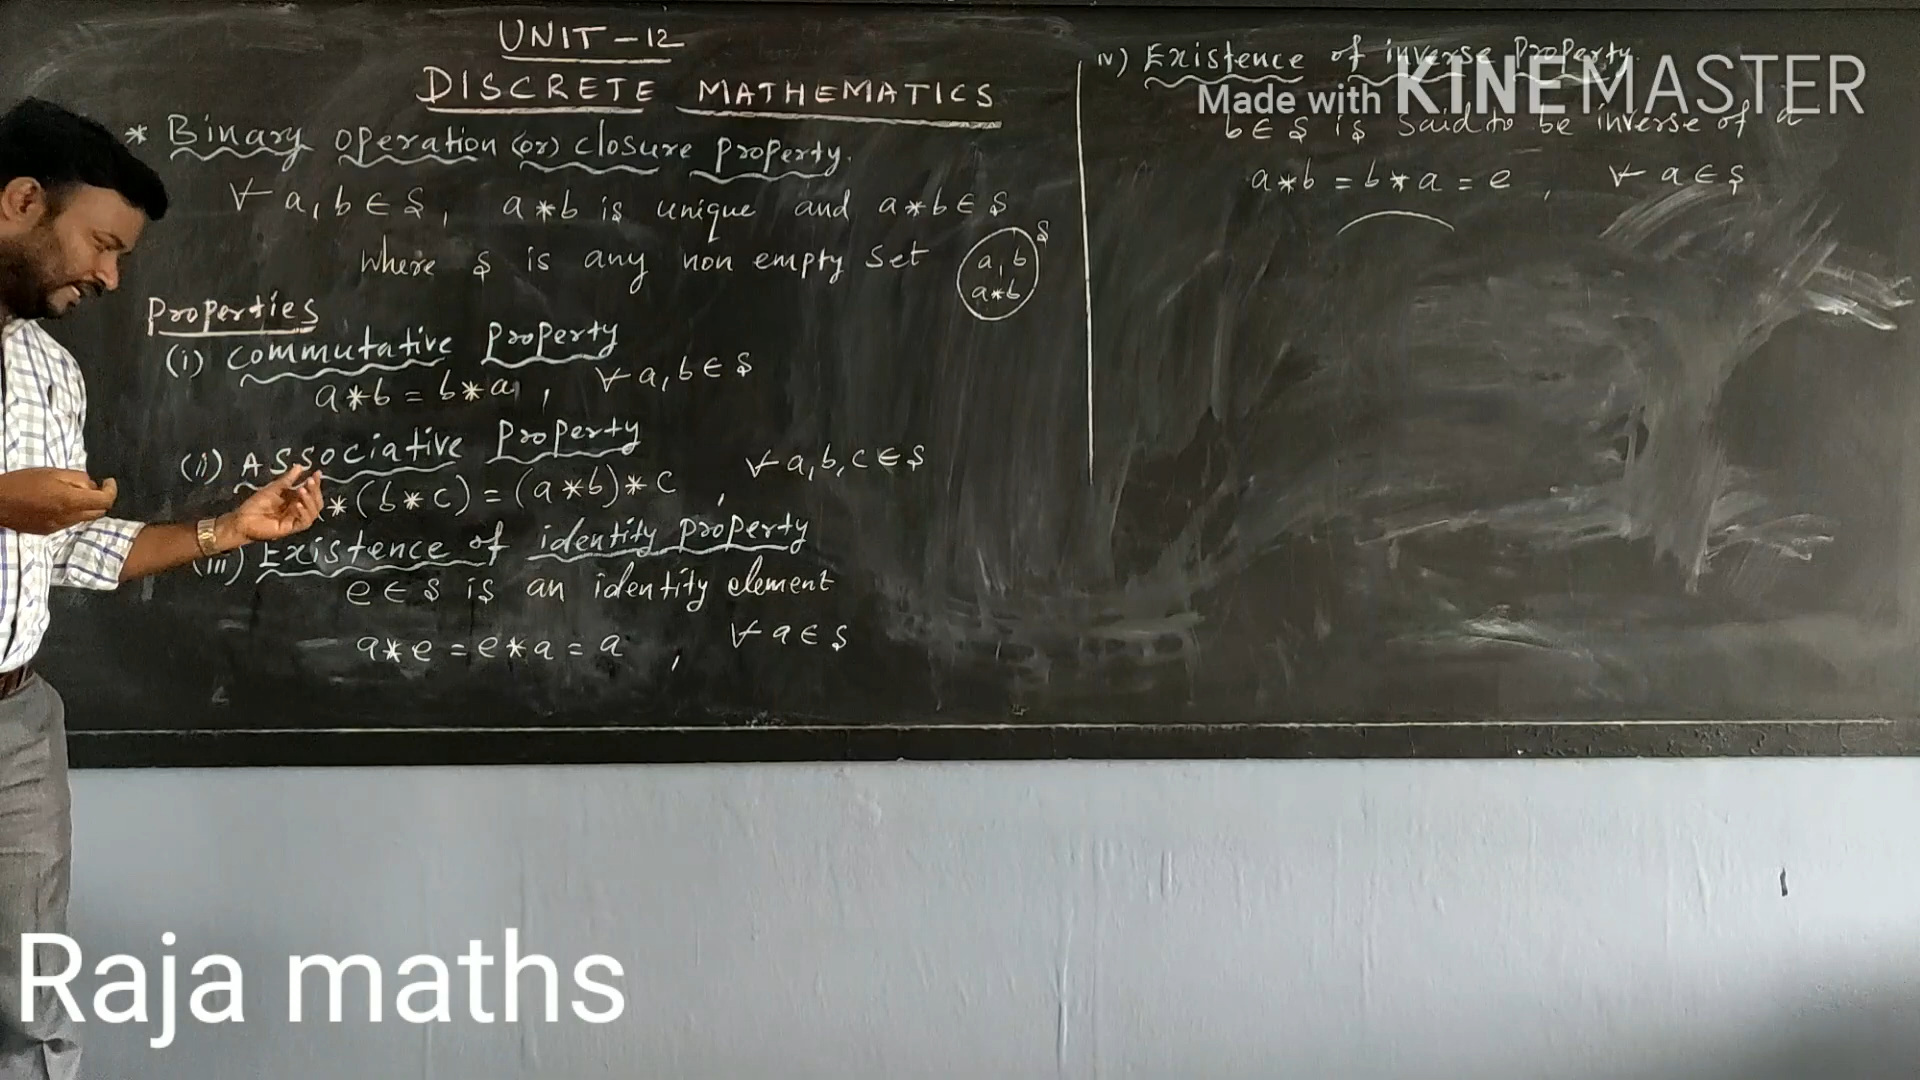 UNIT - 12
DISCRETE MATHEMATICS
* Binary operation (or) closure property.
∀ a, b ∈ S, a * b is unique and a * b ∈ S
where S is any non empty set
S
a, b
a*b
Properties
(i) commutative property
a * b = b * a, ∀ a, b ∈ S
(ii) Associative property
* (b * c) = (a * b) * c, ∀ a, b, c ∈ S
(iii) Existence of identity property
e ∈ S is an identity element
a * e = e * a = a, ∀ a ∈ S
iv) Existence of inverse property
b ∈ S is said to be inverse of a
a * b = b * a = e, ∀ a ∈ S
Made with KINEMASTER
Raja maths